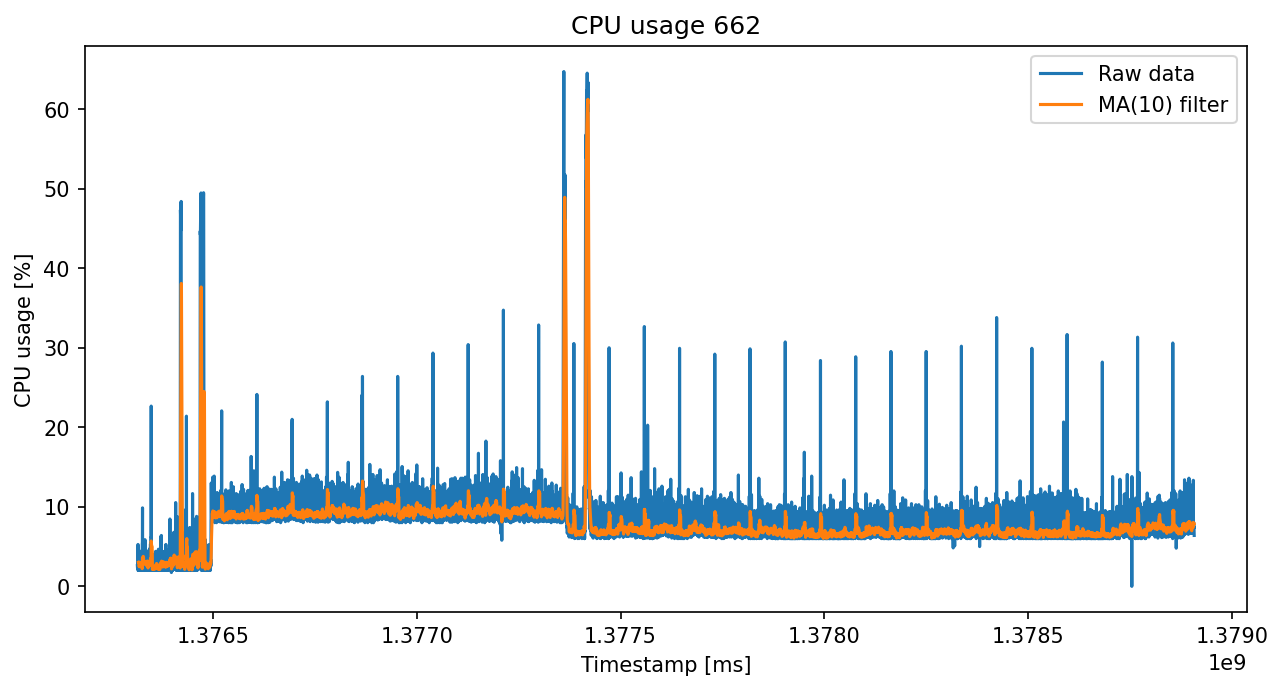 CPU usage 662
Raw data
MA(10) filter
CPU usage [%]
60
50
40
30
20
10
0
1.3765 1.3770 1.3775 1.3780 1.3785 1.3790
1e9
Timestamp [ms]